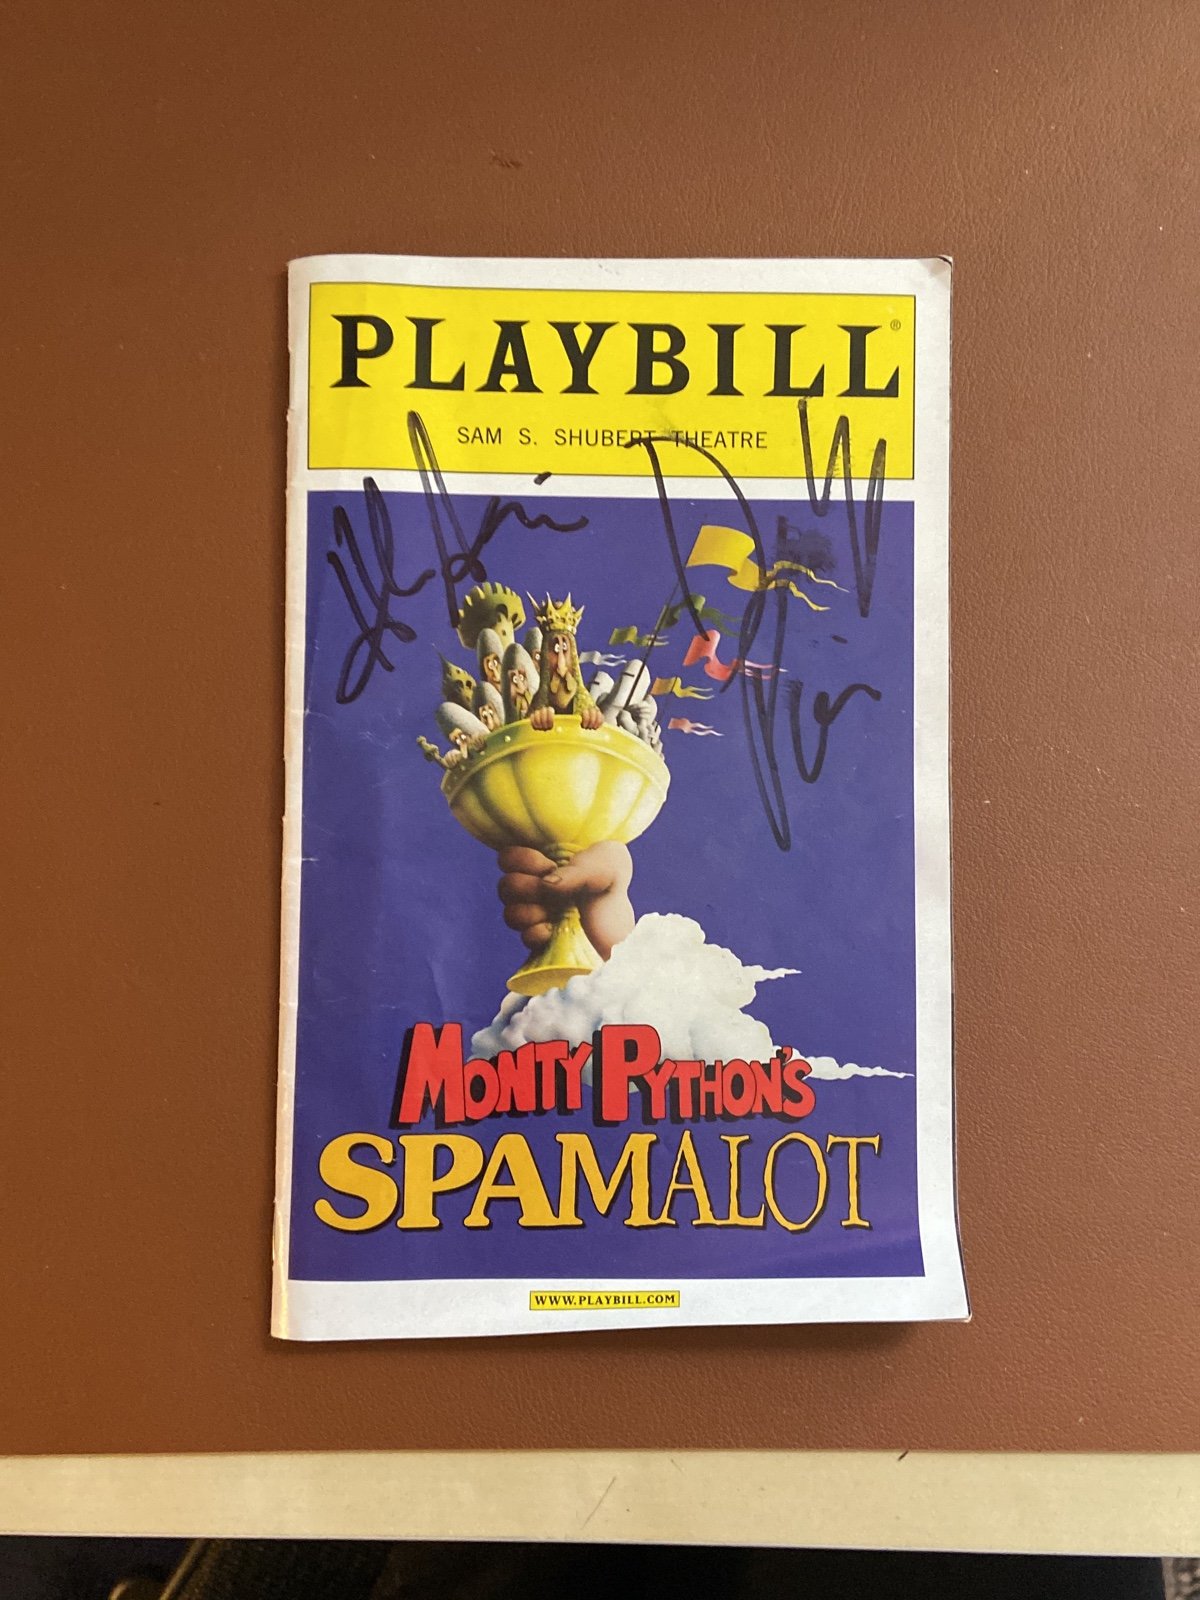 PLAYBILL®
SAM S. SHUBERT THEATRE
MONTY PYTHON'S
SPAMALOT
WWW.PLAYBILL.COM